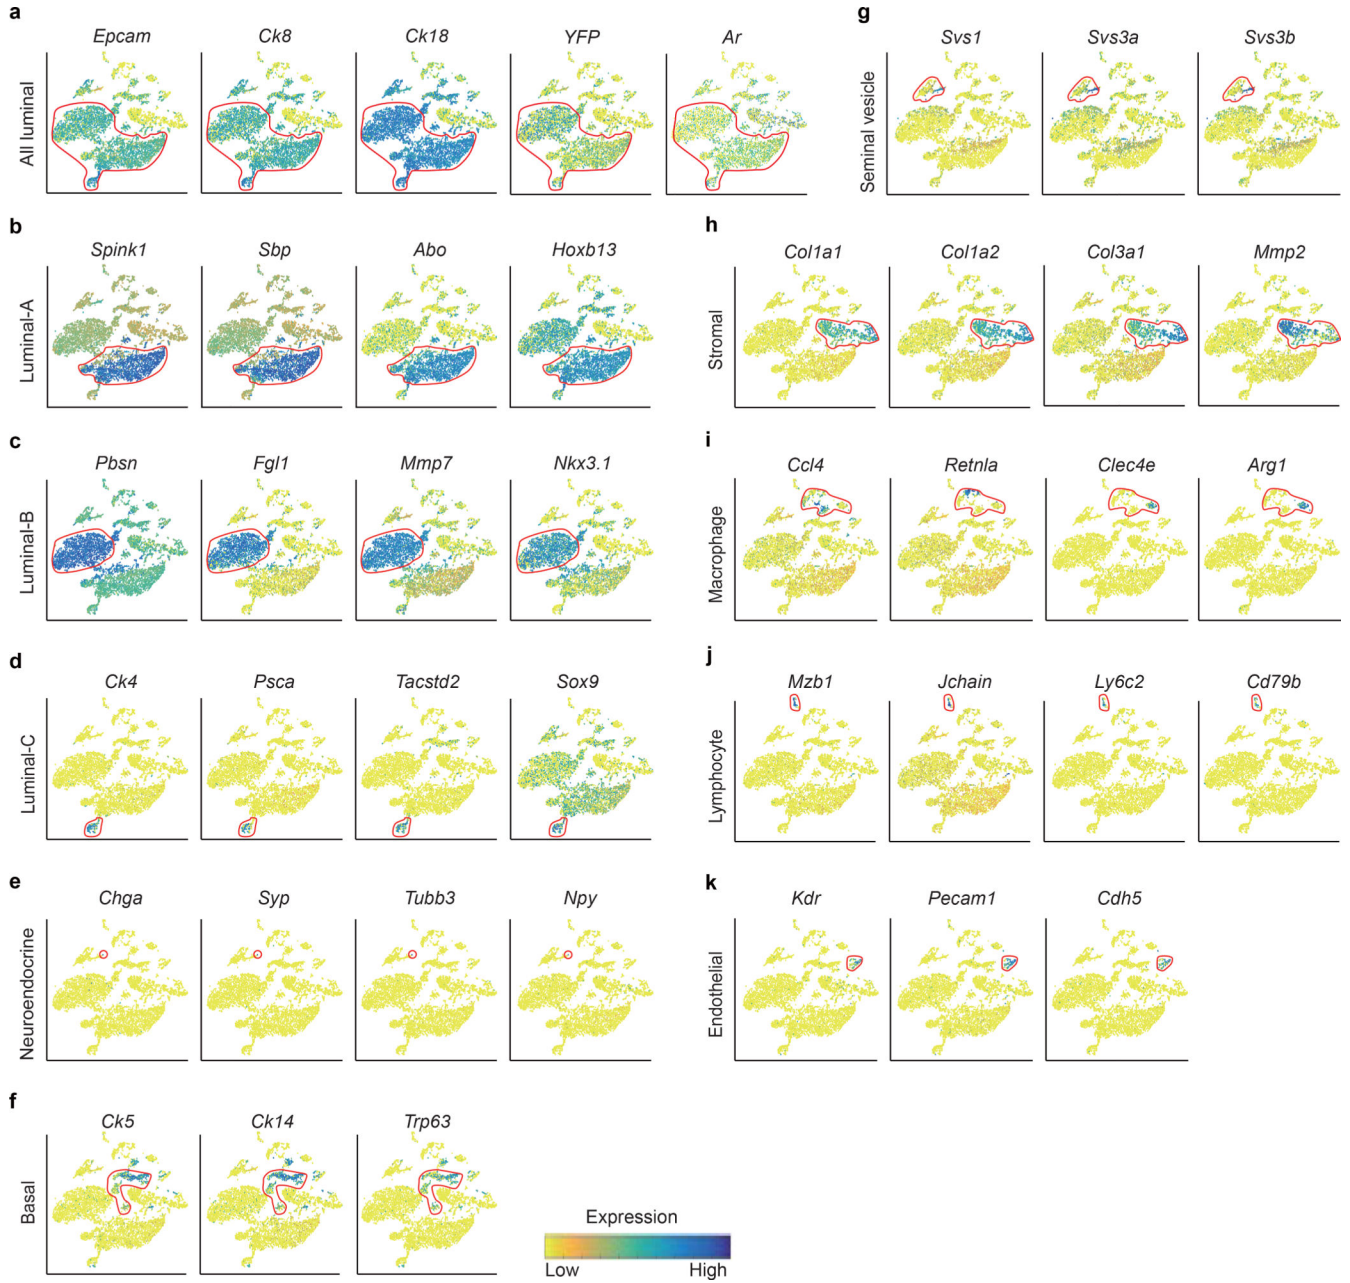 a
All luminal
Epcam Ck8 Ck18 YFP Ar
b
Luminal-A
Spink1 Sbp Abo Hoxb13
c
Luminal-B
Pbsn Fgl1 Mmp7 Nkx3.1
d
Luminal-C
Ck4 Psca Tacstd2 Sox9
e
Neuroendocrine
Chga Syp Tubb3 Npy
f
Basal
Ck5 Ck14 Trp63
Expression
Low High
g
Seminal vesicle
Svs1 Svs3a Svs3b
h
Stromal
Col1a1 Col1a2 Col3a1 Mmp2
i
Macrophage
Ccl4 Retnla Clec4e Arg1
j
Lymphocyte
Mzb1 Jchain Ly6c2 Cd79b
k
Endothelial
Kdr Pecam1 Cdh5